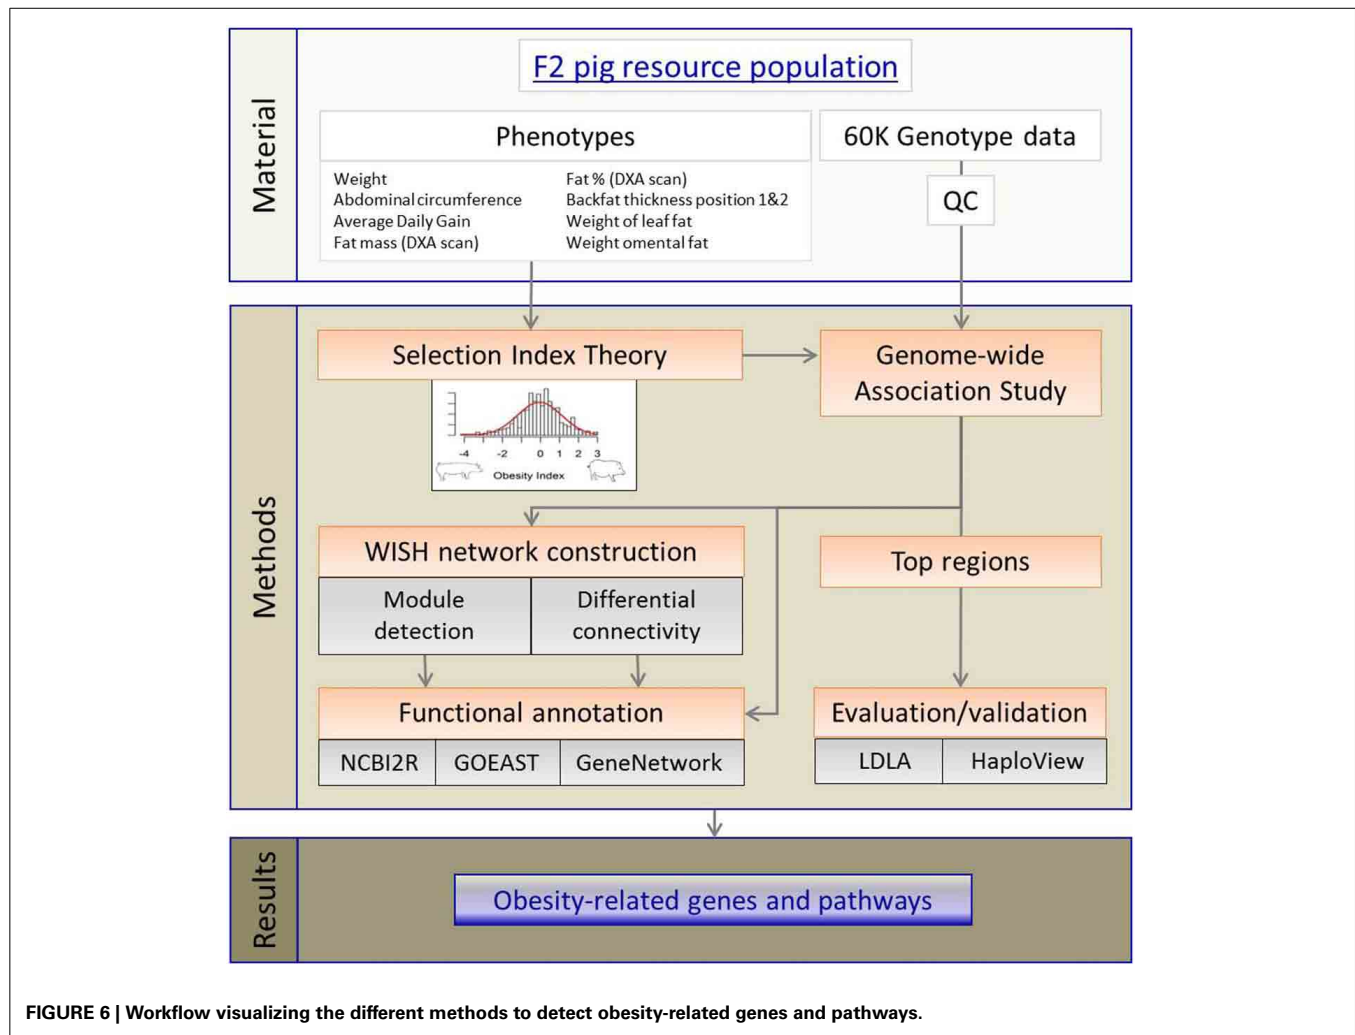 Material
F2 pig resource population
Phenotypes
Weight
Abdominal circumference
Average Daily Gain
Fat mass (DXA scan)
Fat % (DXA scan)
Backfat thickness position 1&2
Weight of leaf fat
Weight omental fat
60K Genotype data
QC
Methods
Selection Index Theory
-4 -2 0 1 2 3
Obesity Index
Genome-wide
Association Study
WISH network construction
Module
detection
Differential
connectivity
Top regions
Functional annotation
NCBI2R GOEAST GeneNetwork
Evaluation/validation
LDLA HaploView
Results
Obesity-related genes and pathways
FIGURE 6 | Workflow visualizing the different methods to detect obesity-related genes and pathways.